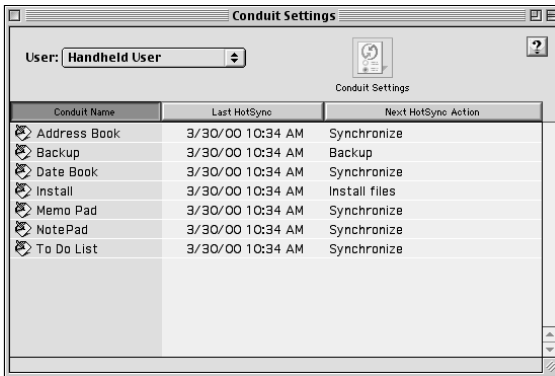 Conduit Settings
User: Handheld User
?
Conduit Settings
Conduit Name Last HotSync Next HotSync Action
Address Book 3/30/00 10:34 AM Synchronize
Backup 3/30/00 10:34 AM Backup
Date Book 3/30/00 10:34 AM Synchronize
Install 3/30/00 10:34 AM Install files
Memo Pad 3/30/00 10:34 AM Synchronize
NotePad 3/30/00 10:34 AM Synchronize
To Do List 3/30/00 10:34 AM Synchronize